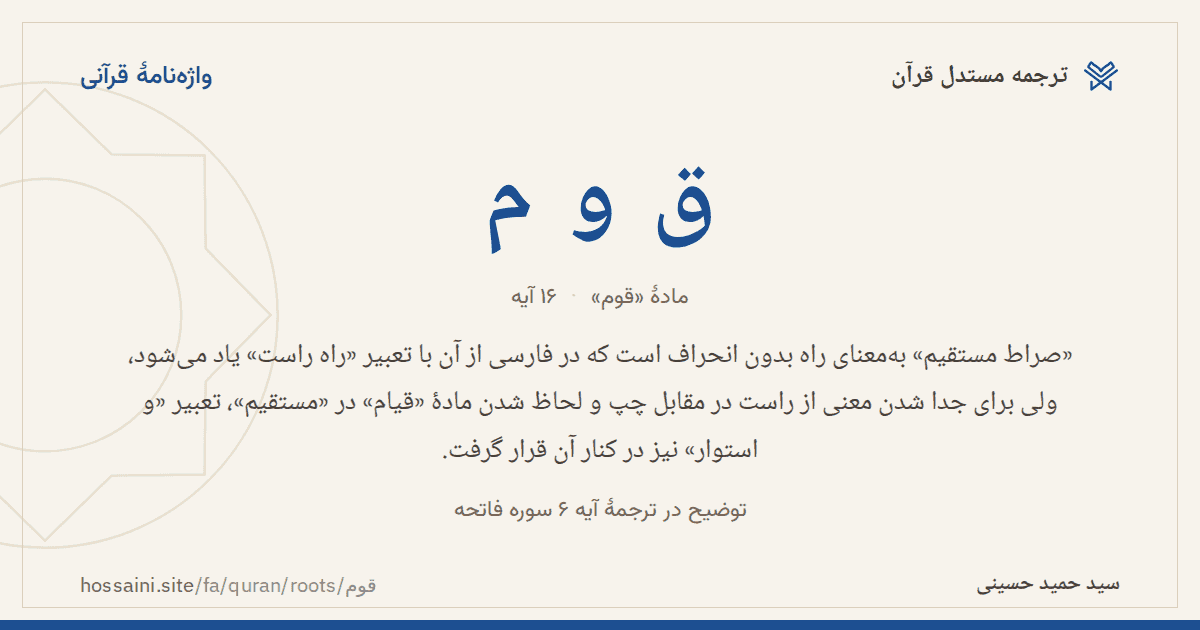 ترجمه مستدل قرآن
واژه‌نامهٔ قرآنی
ق و م
مادهٔ «قوم» · ۱۶ آیه
«صراط مستقیم» به‌معنای راه بدون انحراف است که در فارسی از آن با تعبیر «راه راست» یاد می‌شود،
ولی برای جدا شدن معنی از راست در مقابل چپ و لحاظ شدن مادهٔ «قیام» در «مستقیم»، تعبیر «و
استوار» نیز در کنار آن قرار گرفت.
توضیح در ترجمهٔ آیه ۶ سوره فاتحه
سید حمید حسینی
hossaini.site/fa/quran/roots/قوم